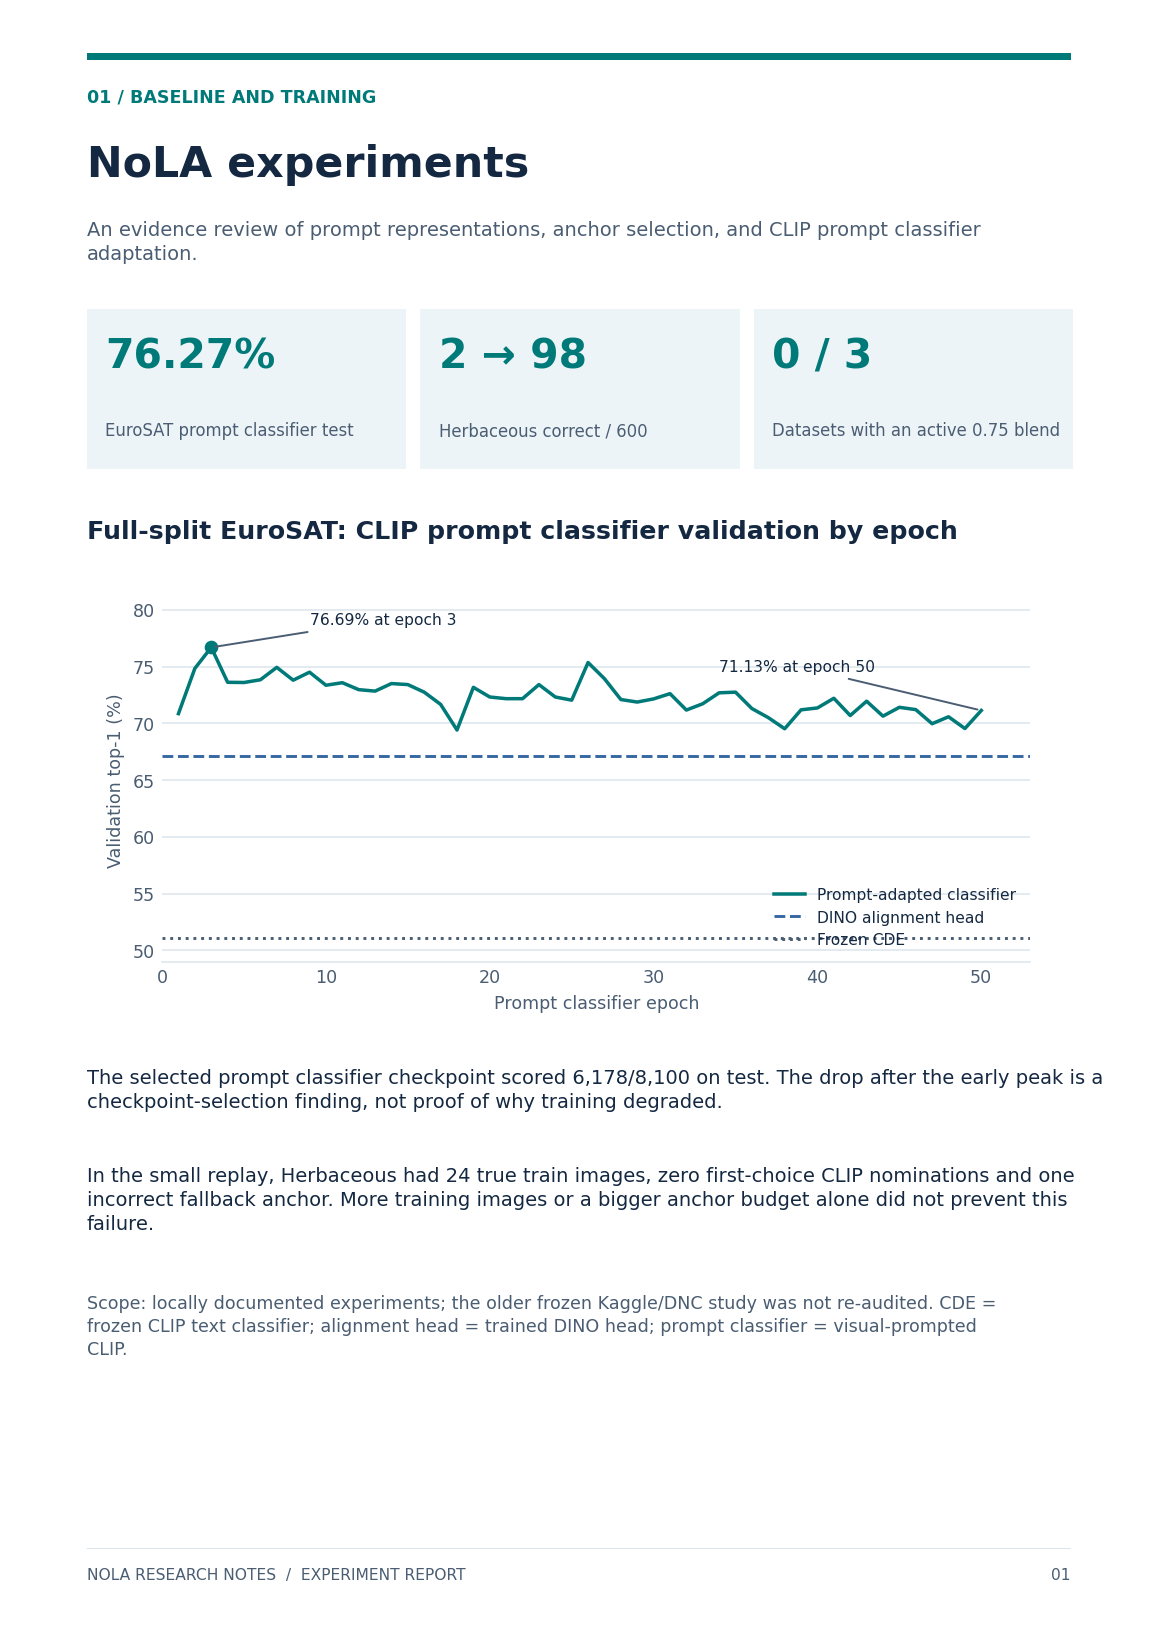 01 / BASELINE AND TRAINING
NoLA experiments
An evidence review of prompt representations, anchor selection, and CLIP prompt classifier
adaptation.
76.27%
EuroSAT prompt classifier test
2 → 98
Herbaceous correct / 600
0 / 3
Datasets with an active 0.75 blend
Full-split EuroSAT: CLIP prompt classifier validation by epoch
Validation top-1 (%)
80
75
70
65
60
55
50
76.69% at epoch 3
71.13% at epoch 50
Prompt-adapted classifier
DINO alignment head
Frozen CDE
0 10 20 30 40 50
Prompt classifier epoch
The selected prompt classifier checkpoint scored 6,178/8,100 on test. The drop after the early peak is a
checkpoint-selection finding, not proof of why training degraded.
In the small replay, Herbaceous had 24 true train images, zero first-choice CLIP nominations and one
incorrect fallback anchor. More training images or a bigger anchor budget alone did not prevent this
failure.
Scope: locally documented experiments; the older frozen Kaggle/DNC study was not re-audited. CDE =
frozen CLIP text classifier; alignment head = trained DINO head; prompt classifier = visual-prompted
CLIP.
NOLA RESEARCH NOTES / EXPERIMENT REPORT
01